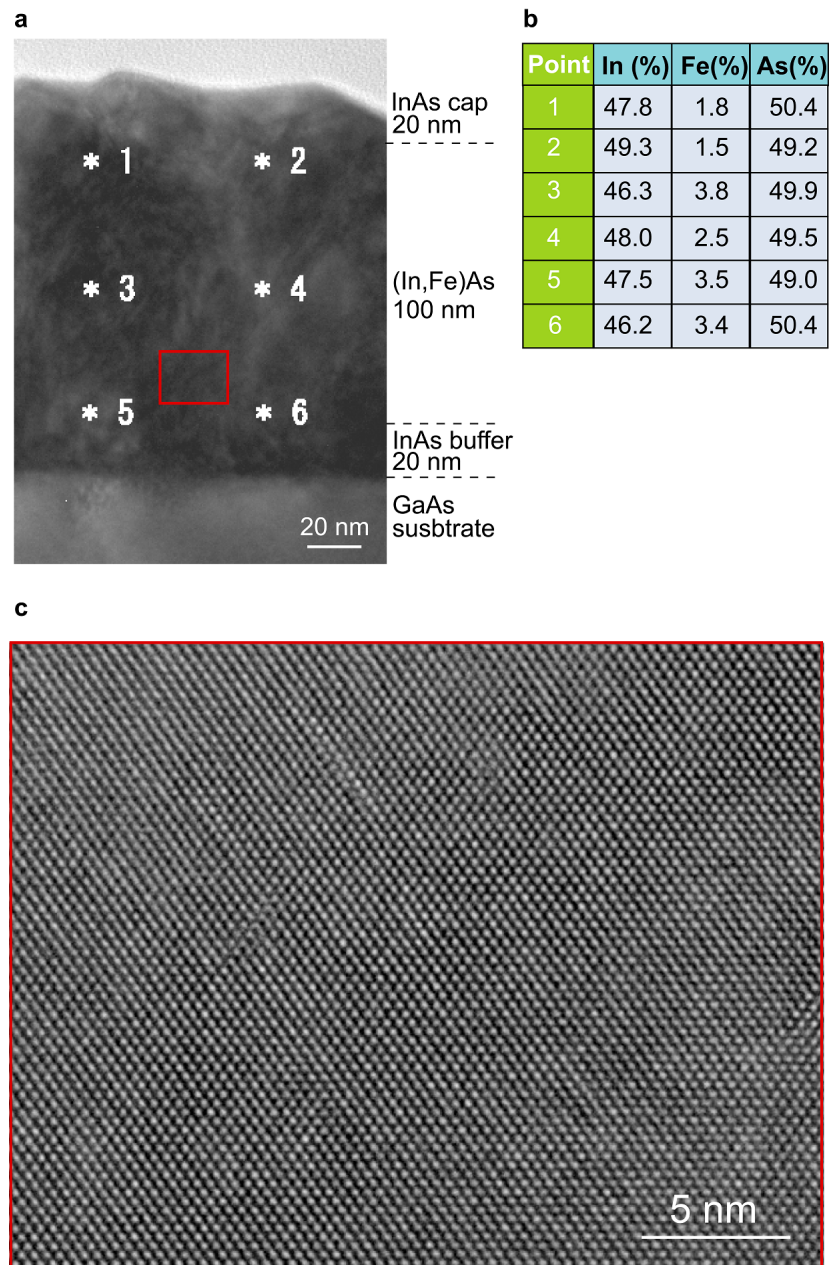 a
InAs cap
20 nm
* 1
* 2
* 3
* 4
(In,Fe)As
100 nm
* 5
* 6
InAs buffer
20 nm
GaAs
susbtrate
20 nm
b
Point In (%) Fe(%) As(%)
1 47.8 1.8 50.4
2 49.3 1.5 49.2
3 46.3 3.8 49.9
4 48.0 2.5 49.5
5 47.5 3.5 49.0
6 46.2 3.4 50.4
c
5 nm